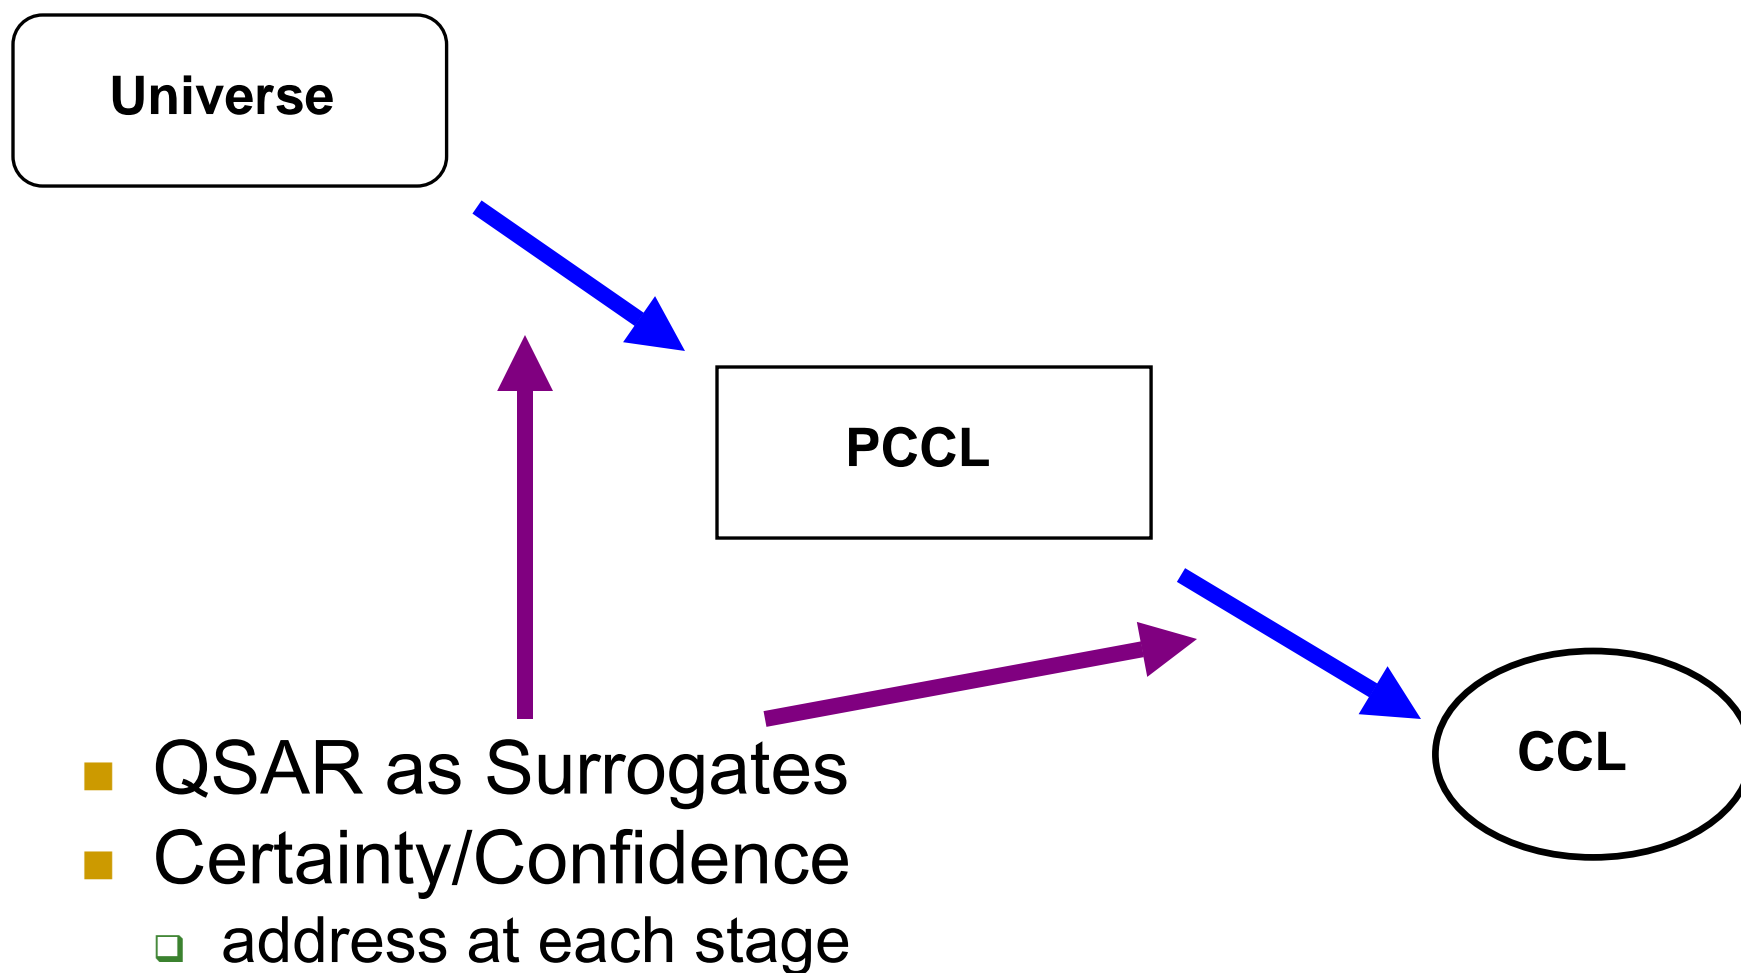 Universe
PCCL
CCL
QSAR as Surrogates
Certainty/Confidence
address at each stage